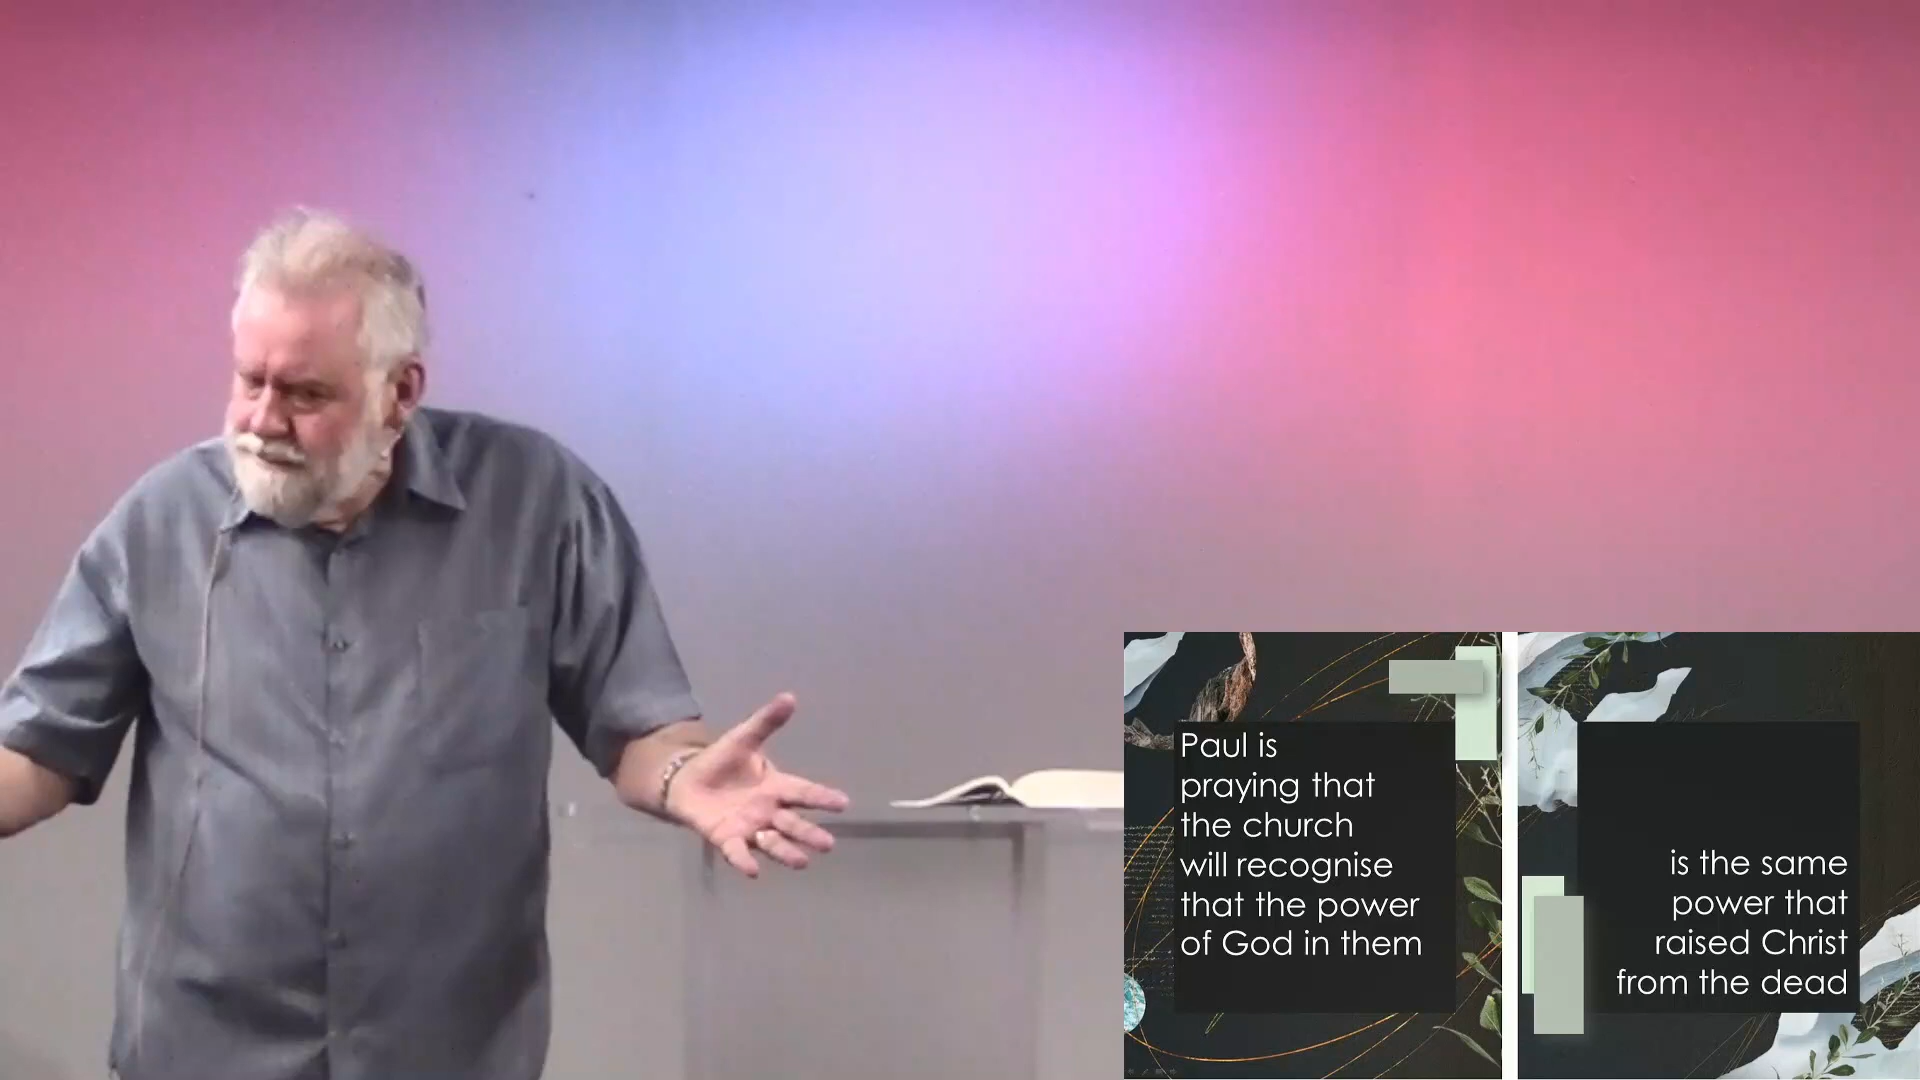 Paul is
praying that
the church
will recognise
that the power
of God in them
is the same
power that
raised Christ
from the dead